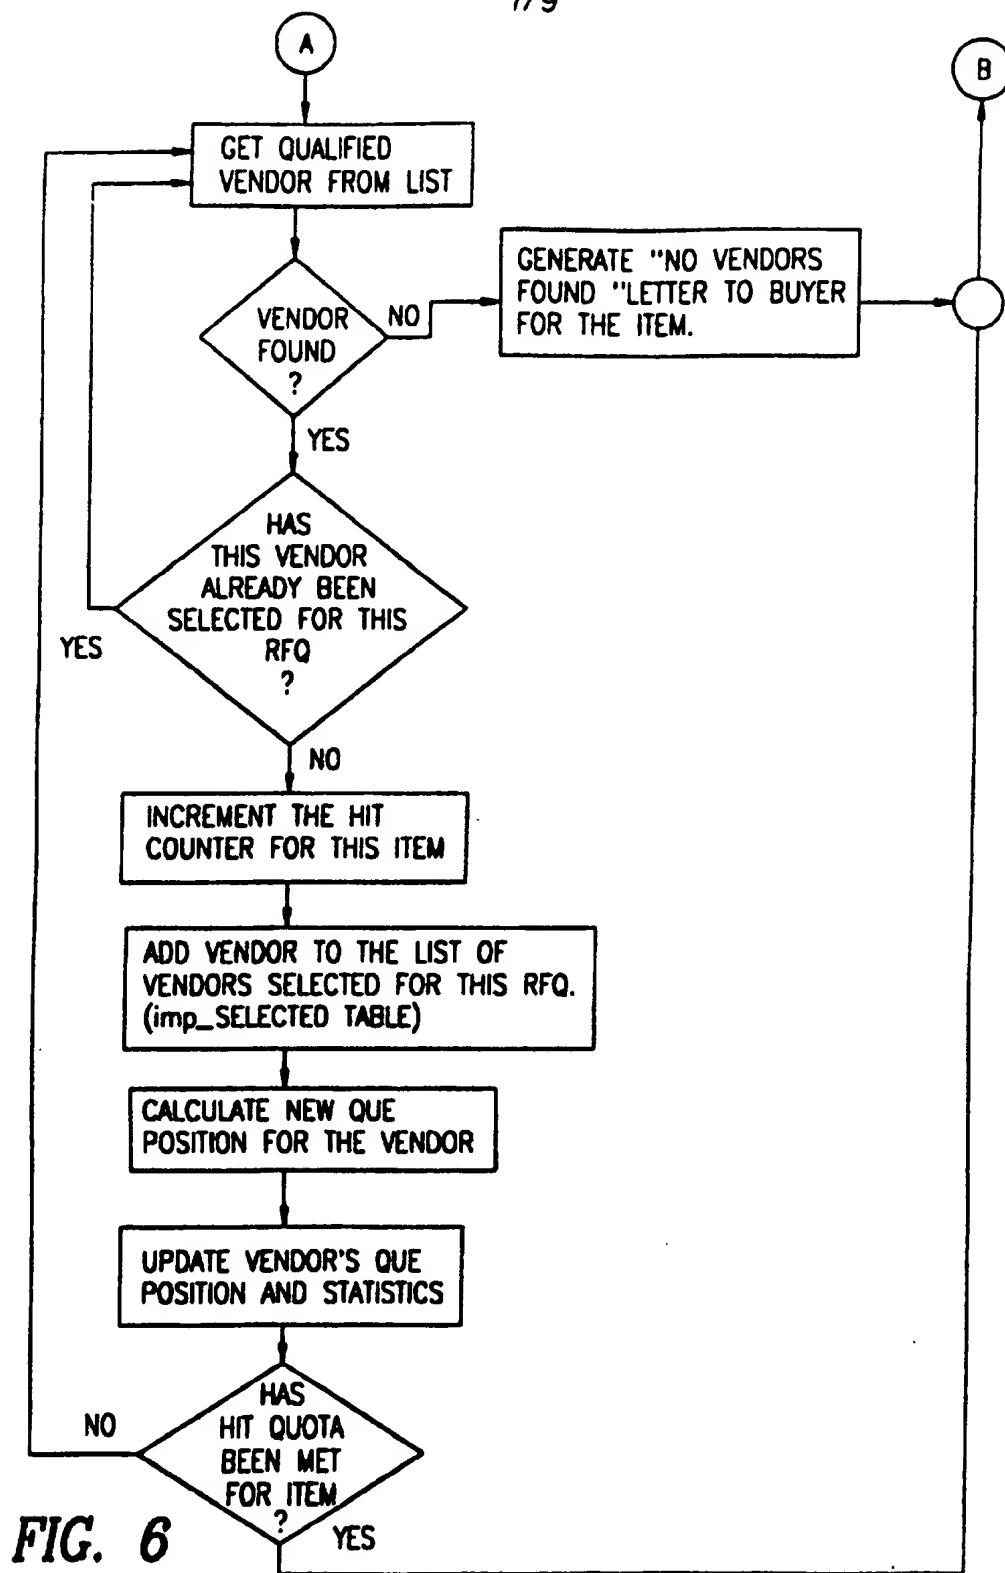 A
B
GET QUALIFIED
VENDOR FROM LIST
VENDOR
FOUND
?
NO
GENERATE "NO VENDORS
FOUND "LETTER TO BUYER
FOR THE ITEM.
YES
HAS
THIS VENDOR
ALREADY BEEN
SELECTED FOR THIS
RFQ
?
YES
NO
INCREMENT THE HIT
COUNTER FOR THIS ITEM
ADD VENDOR TO THE LIST OF
VENDORS SELECTED FOR THIS RFQ.
(imp_SELECTED TABLE)
CALCULATE NEW QUE
POSITION FOR THE VENDOR
UPDATE VENDOR'S QUE
POSITION AND STATISTICS
NO
HAS
HIT QUOTA
BEEN MET
FOR ITEM
?
YES
FIG. 6